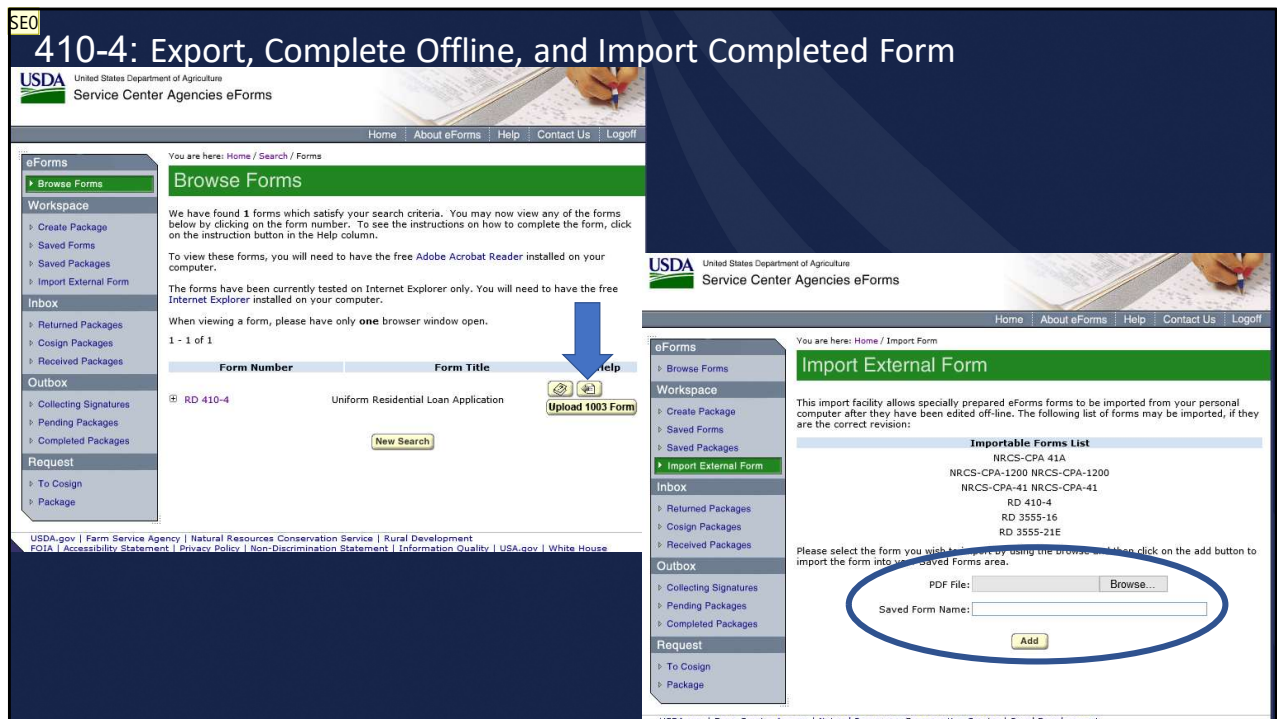 SE0
410-4: Export, Complete Offline, and Import Completed Form
USDA
United States Department of Agriculture
Service Center Agencies eForms
Home About eForms Help Contact Us Logoff
eForms
Browse Forms
Workspace
Create Package
Saved Forms
Saved Packages
Import External Form
Inbox
Returned Packages
Cosign Packages
Received Packages
Outbox
Collecting Signatures
Pending Packages
Completed Packages
Request
To Cosign
Package
You are here: Home / Search / Forms
Browse Forms
We have found 1 forms which satisfy your search criteria. You may now view any of the forms
below by clicking on the form number. To see the instructions on how to complete the form, click
on the instruction button in the Help column.
To view these forms, you will need to have the free Adobe Acrobat Reader installed on your
computer.
The forms have been currently tested on Internet Explorer only. You will need to have the free
Internet Explorer installed on your computer.
When viewing a form, please have only one browser window open.
1 - 1 of 1
Form Number Form Title Help
RD 410-4 Uniform Residential Loan Application
Upload 1003 Form
New Search
USDA.gov | Farm Service Agency | Natural Resources Conservation Service | Rural Development
FOIA | Accessibility Statement | Privacy Policy | Non-Discrimination Statement | Information Quality | USA.gov | White House
USDA
United States Department of Agriculture
Service Center Agencies eForms
Home About eForms Help Contact Us Logoff
eForms
Browse Forms
Workspace
Create Package
Saved Forms
Saved Packages
Import External Form
Inbox
Returned Packages
Cosign Packages
Received Packages
Outbox
Collecting Signatures
Pending Packages
Completed Packages
Request
To Cosign
Package
You are here: Home / Import Form
Import External Form
This import facility allows specially prepared eForms forms to be imported from your personal
computer after they have been edited off-line. The following list of forms may be imported, if they
are the correct revision:
Importable Forms List
NRCS-CPA 41A
NRCS-CPA-1200 NRCS-CPA-1200
NRCS-CPA-41 NRCS-CPA-41
RD 410-4
RD 3555-16
RD 3555-21E
Please select the form you wish to import by using the browse and then click on the add button to
import the form into your Saved Forms area.
PDF File: Browse...
Saved Form Name:
Add